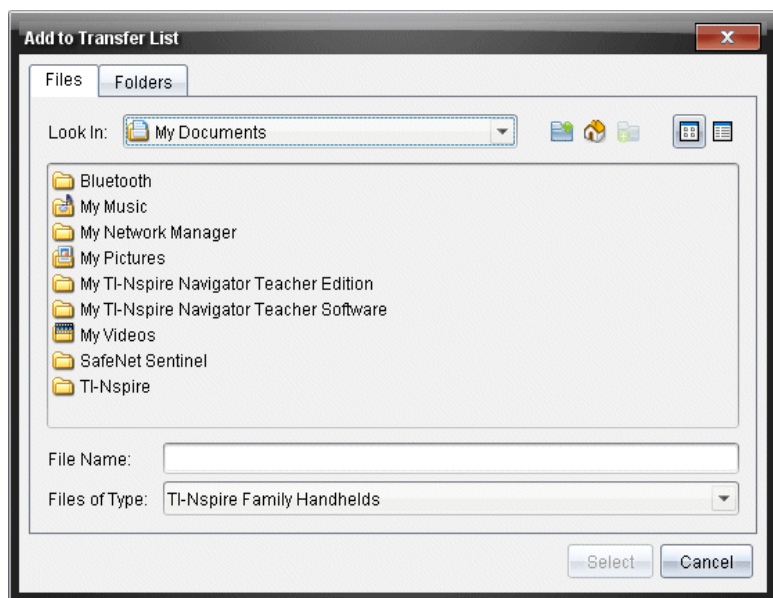 Add to Transfer List
Files
Folders
Look In:
My Documents
Bluetooth
My Music
My Network Manager
My Pictures
My TI-Nspire Navigator Teacher Edition
My TI-Nspire Navigator Teacher Software
My Videos
SafeNet Sentinel
TI-Nspire
File Name:
Files of Type:
TI-Nspire Family Handhelds
Select
Cancel